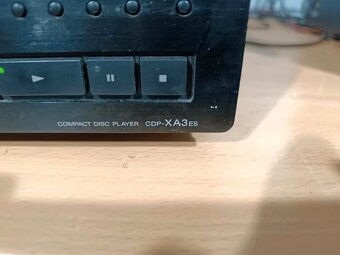 COMPACT DISC PLAYER CDP-XA3ES